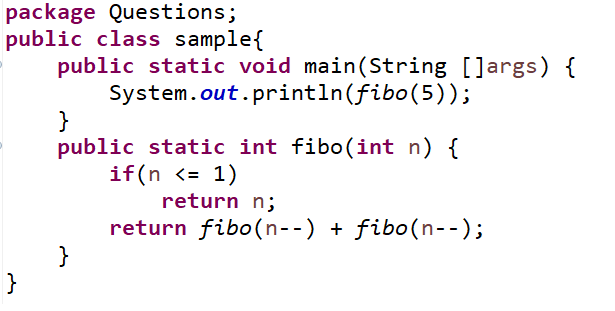 package Questions;
public class sample{
public static void main(String []args) {
System.out.println(fibo(5));
}
public static int fibo(int n) {
if(n <= 1)
return n;
return fibo(n--) + fibo(n--);
}
}